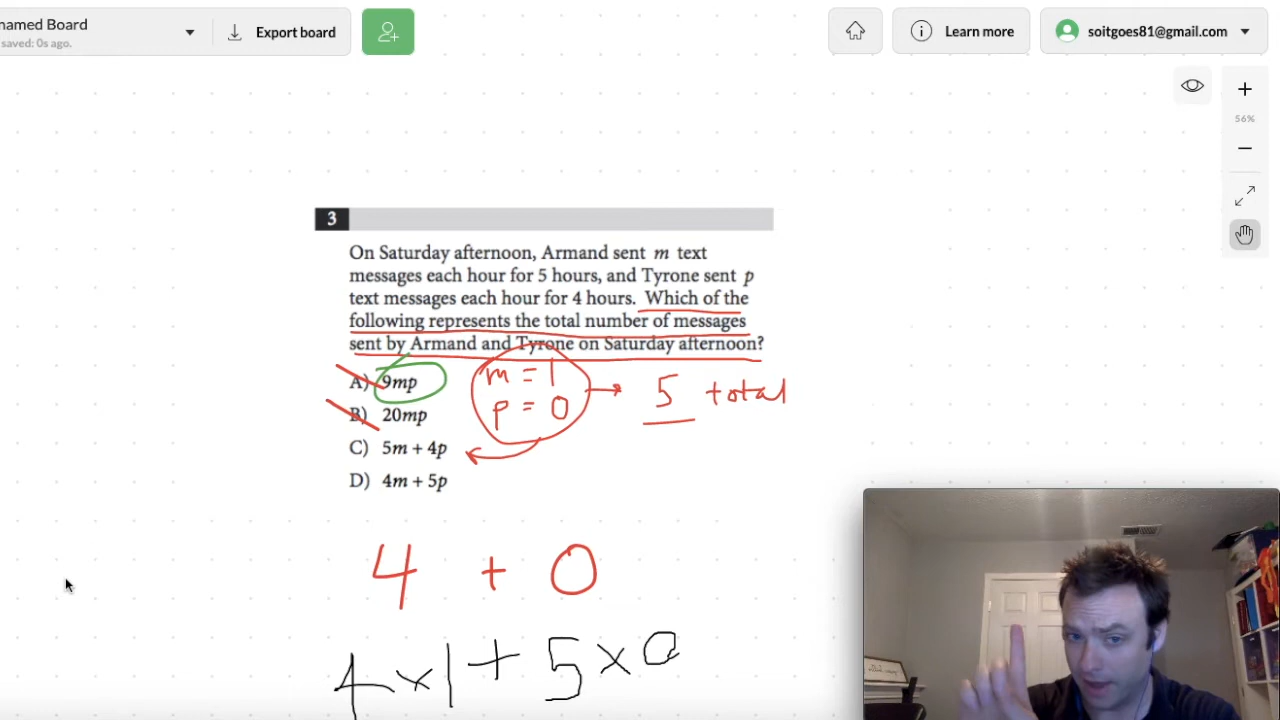 named Board
saved: 0s ago.
Export board
Learn more
soitgoes81@gmail.com
56%
3
On Saturday afternoon, Armand sent m text
messages each hour for 5 hours, and Tyrone sent p
text messages each hour for 4 hours. Which of the
following represents the total number of messages
sent by Armand and Tyrone on Saturday afternoon?
A) 9mp
B) 20mp
C) 5m + 4p
D) 4m + 5p
m = 1
p = 0
5 total
4 + 0
4 x 1 + 5 x 0